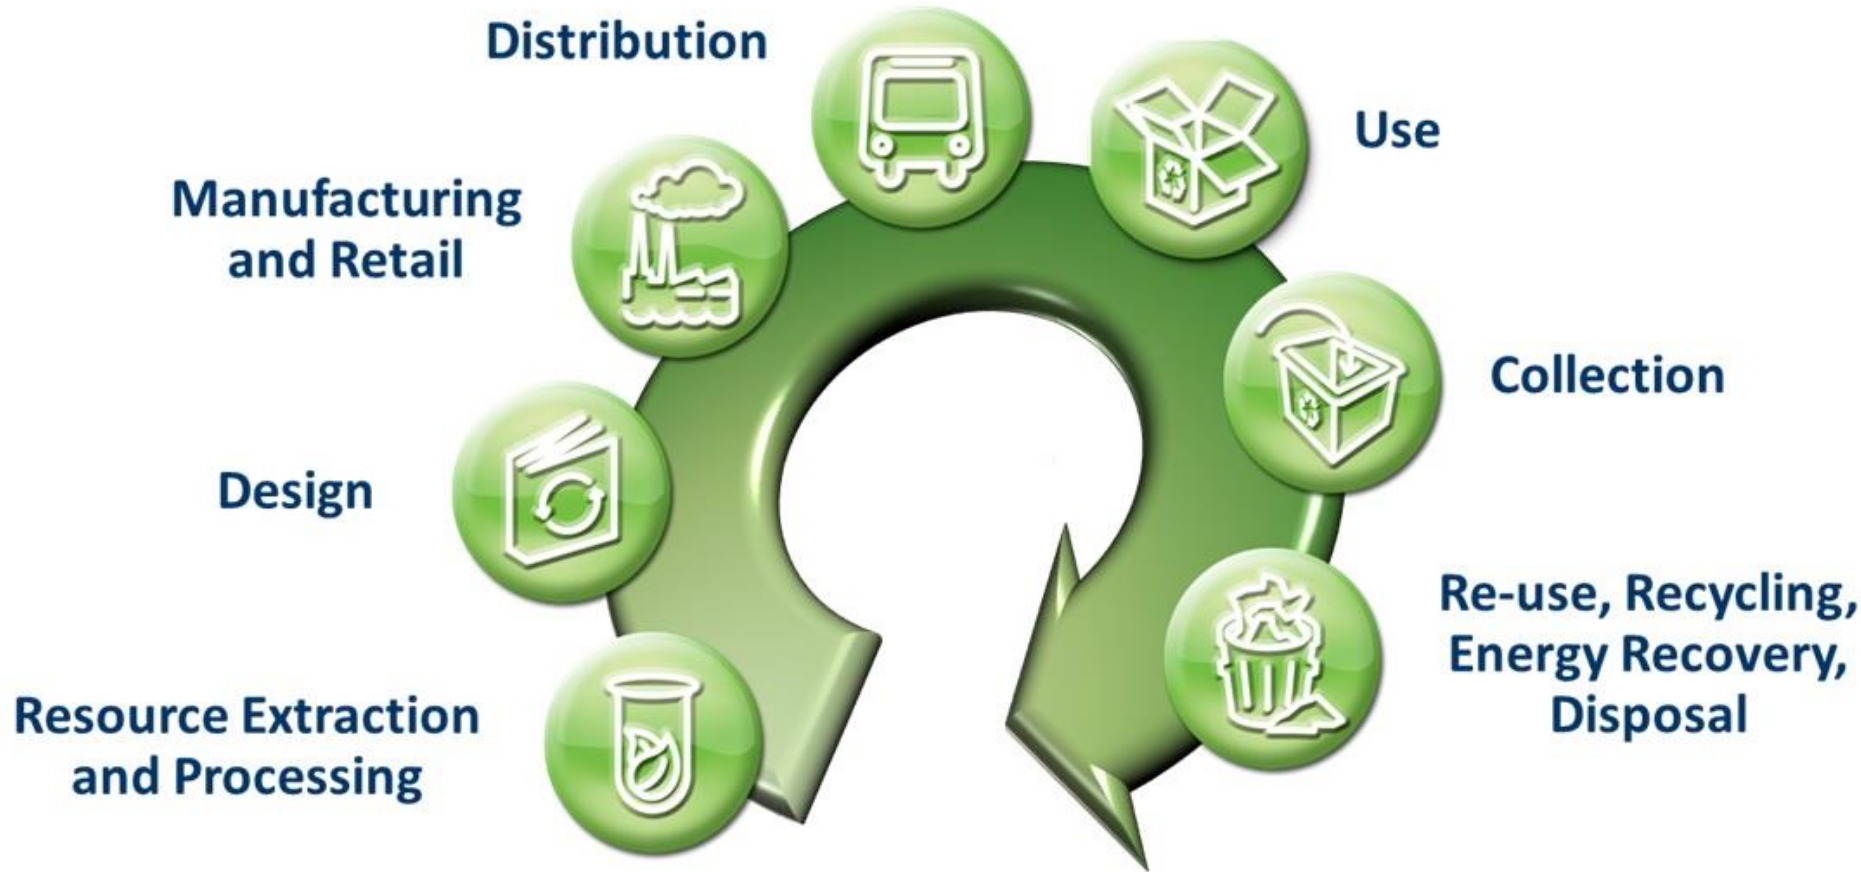 Distribution
Use
Manufacturing
and Retail
Collection
Design
Re-use, Recycling,
Energy Recovery,
Disposal
Resource Extraction
and Processing